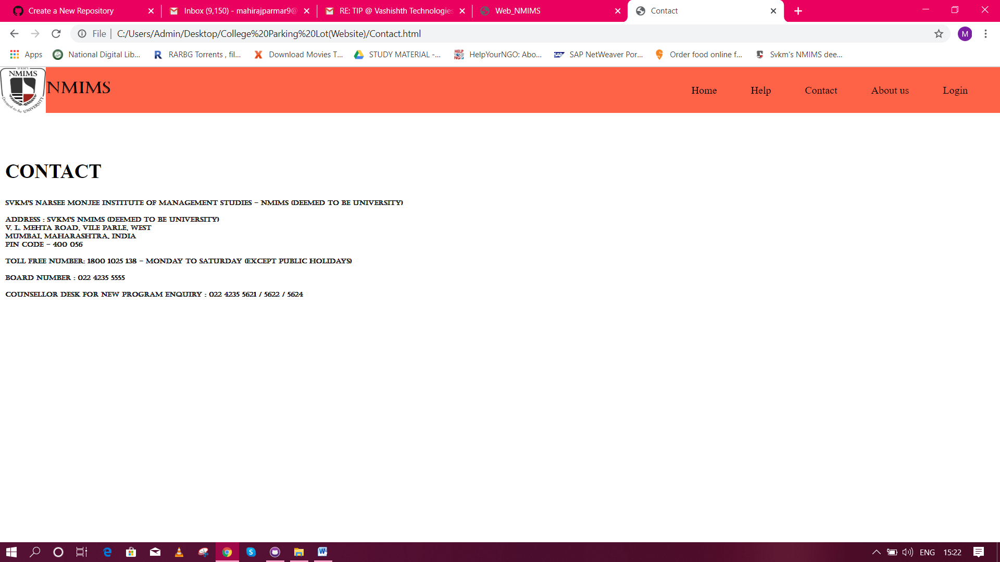 Create a New Repository
Inbox (9,150) - mahirajparmar9@
RE: TIP @ Vashishth Technologies
Web_NMIMS
Contact
File | C:/Users/Admin/Desktop/College%20Parking%20Lot(Website)/Contact.html
M
Apps
National Digital Lib...
RARBG Torrents , fil...
Download Movies T...
STUDY MATERIAL -...
HelpYourNGO: Abo...
SAP NetWeaver Por...
Order food online f...
Svkm's NMIMS dee...
SVKM'S
NMIMS
Deemed-to-be UNIVERSITY
NMIMS
Home
Help
Contact
About us
Login
CONTACT
SVKM'S NARSEE MONJEE INSTITUTE OF MANAGEMENT STUDIES - NMIMS (DEEMED TO BE UNIVERSITY)
ADDRESS : SVKM'S NMIMS (DEEMED TO BE UNIVERSITY)
V. L. MEHTA ROAD, VILE PARLE, WEST
MUMBAI, MAHARASHTRA, INDIA
PIN CODE - 400 056
TOLL FREE NUMBER: 1800 1025 138 - MONDAY TO SATURDAY (EXCEPT PUBLIC HOLIDAYS)
BOARD NUMBER : 022 4235 5555
COUNSELLOR DESK FOR NEW PROGRAM ENQUIRY : 022 4235 5621 / 5622 / 5624
ENG
15:22